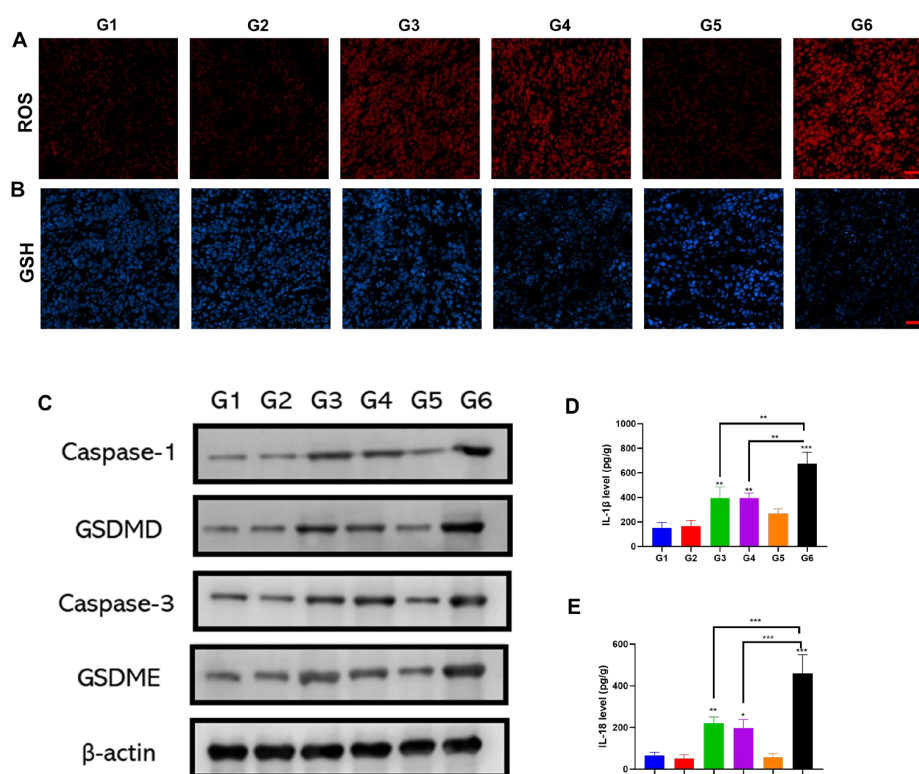 G1 G2 G3 G4 G5 G6
A
ROS
B
GSH
C
G1 G2 G3 G4 G5 G6
Caspase-1
GSDMD
Caspase-3
GSDME
β-actin
D
IL-1β level (pg/g)
1000
800
600
400
200
0
**
**
**
**
***
G1 G2 G3 G4 G5 G6
E
IL-18 level (pg/g)
600
400
200
0
***
***
**
*
***